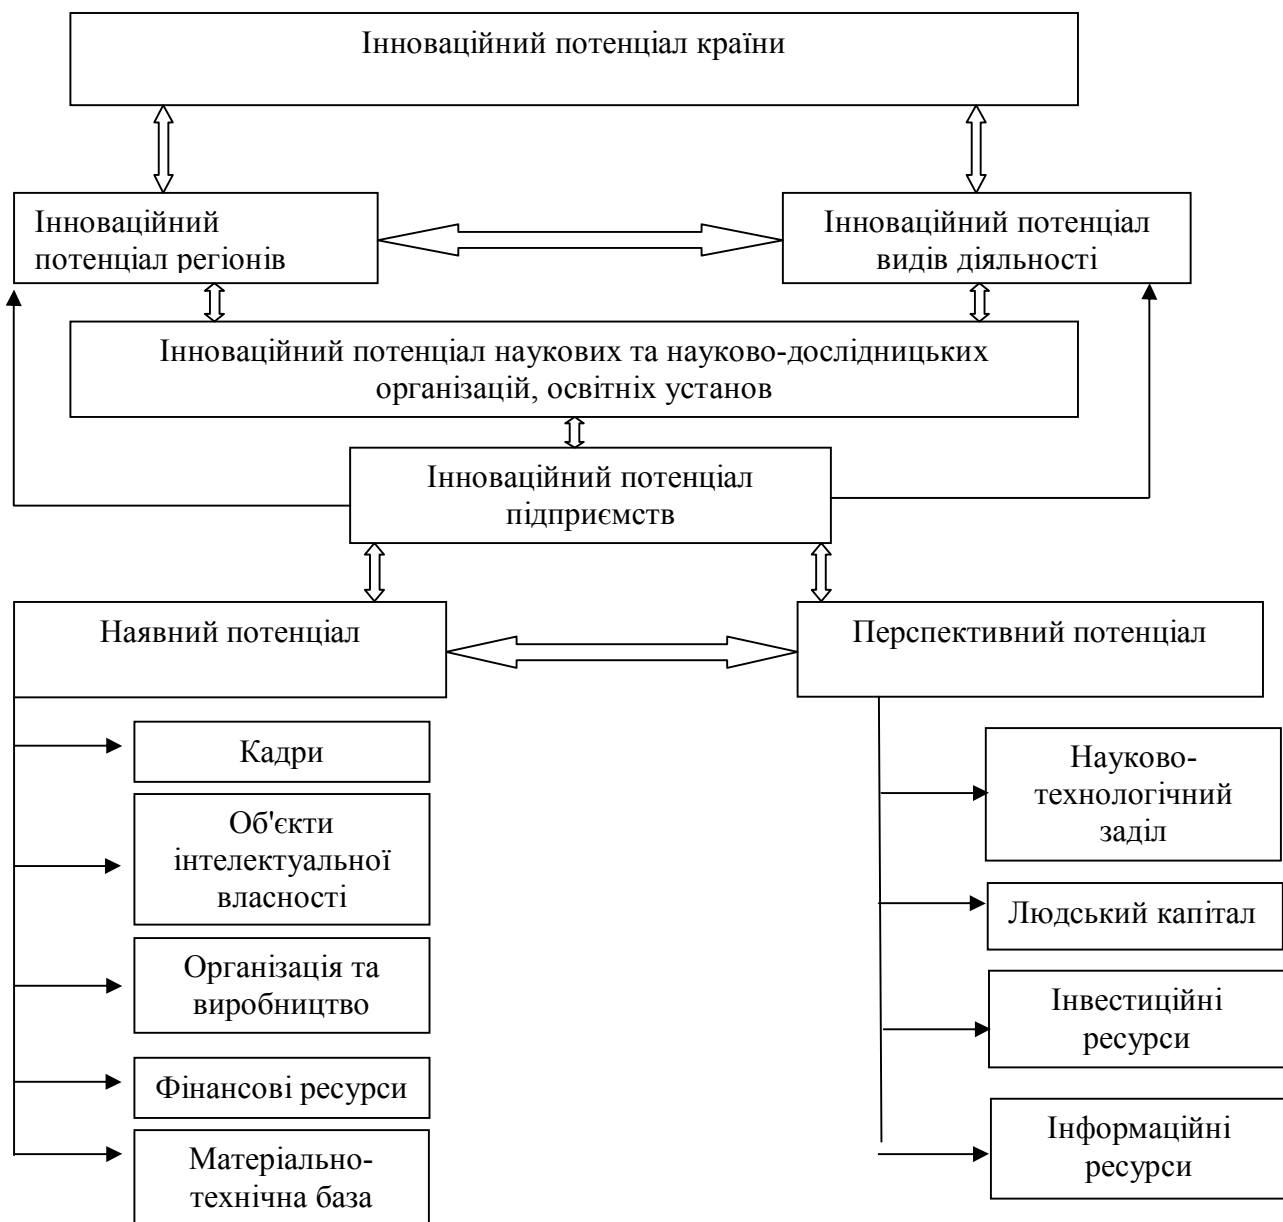 Інноваційний потенціал країни
Інноваційний
потенціал регіонів
Інноваційний потенціал
видів діяльності
Інноваційний потенціал наукових та науково-дослідницьких
організацій, освітніх установ
Інноваційний потенціал
підприємств
Наявний потенціал
Перспективний потенціал
Кадри
Об'єкти
інтелектуальної
власності
Організація та
виробництво
Фінансові ресурси
Матеріально-
технічна база
Науково-
технологічний
заділ
Людський капітал
Інвестиційні
ресурси
Інформаційні
ресурси